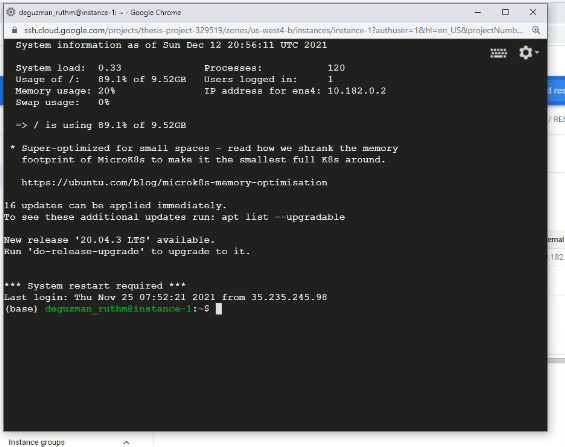 deguzman_ruthm@instance-1: ~ - Google Chrome
ssh.cloud.google.com/projects/thesis-project-329519/zones/us-west4-b/instances/instance-1?authuser=1&hl=en_US&projectNumb...
System information as of Sun Dec 12 20:56:11 UTC 2021
System load: 0.33 Processes: 120
Usage of /: 89.1% of 9.52GB Users logged in: 1
Memory usage: 20% IP address for ens4: 10.182.0.2
Swap usage: 0%
=> / is using 89.1% of 9.52GB
* Super-optimized for small spaces - read how we shrank the memory
footprint of MicroK8s to make it the smallest full K8s around.
https://ubuntu.com/blog/microk8s-memory-optimisation
16 updates can be applied immediately.
To see these additional updates run: apt list --upgradable
New release '20.04.3 LTS' available.
Run 'do-release-upgrade' to upgrade to it.
*** System restart required ***
Last login: Thu Nov 25 07:52:21 2021 from 35.235.245.98
(base) deguzman_ruthm@instance-1:~$
d res
/ RES
ernal
.182.
Instance groups